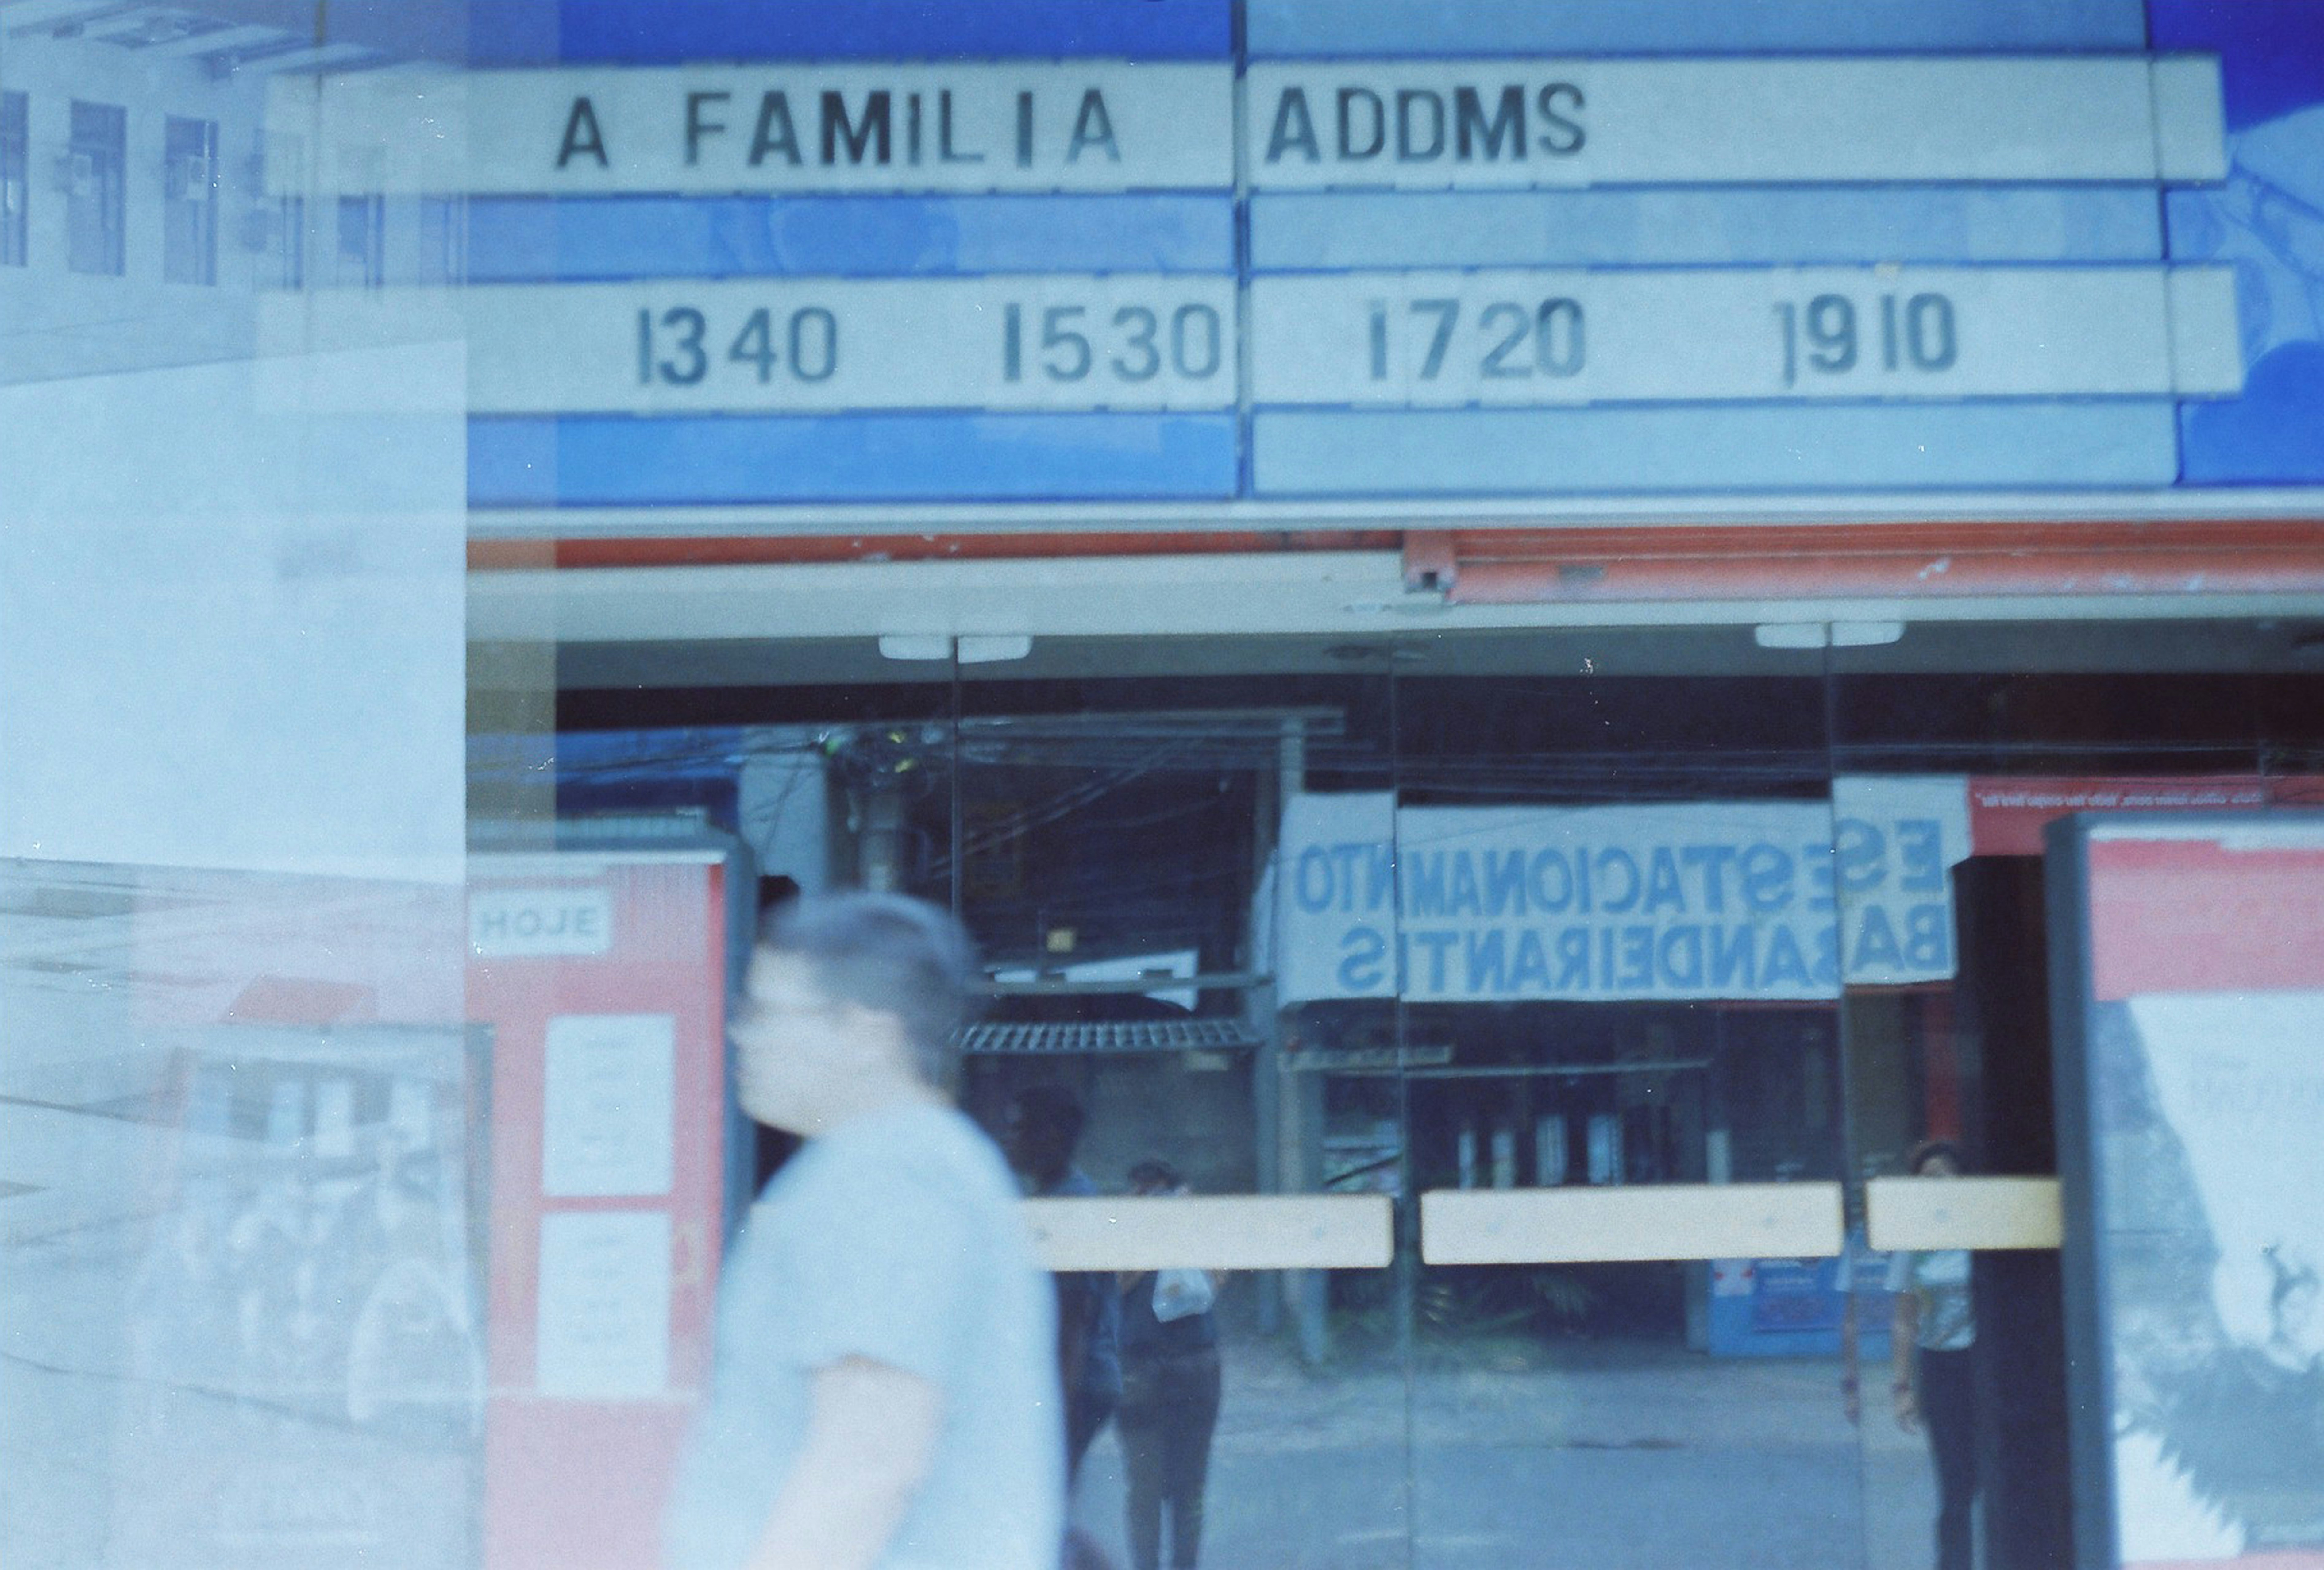 A FAMILIA ADDMS
1340 1530 1720 1910
HOJE
ESTACIONAMENTO
BANDEIRANTES